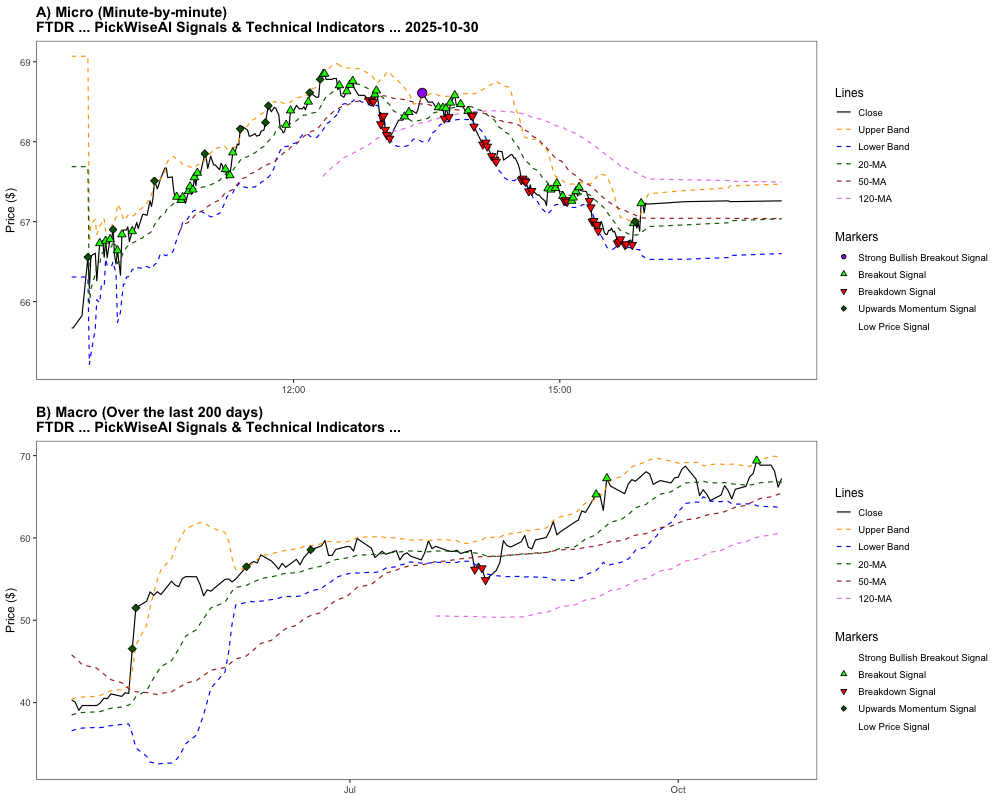 A) Micro (Minute-by-minute)
FTDR ... PickWiseAI Signals & Technical Indicators ... 2025-10-30
Price ($)
69
68
67
66
12:00
15:00
Lines
Close
Upper Band
Lower Band
20-MA
50-MA
120-MA
Markers
Strong Bullish Breakout Signal
Breakout Signal
Breakdown Signal
Upwards Momentum Signal
Low Price Signal
B) Macro (Over the last 200 days)
FTDR ... PickWiseAI Signals & Technical Indicators ...
Price ($)
70
60
50
40
Jul
Oct
Lines
Close
Upper Band
Lower Band
20-MA
50-MA
120-MA
Markers
Strong Bullish Breakout Signal
Breakout Signal
Breakdown Signal
Upwards Momentum Signal
Low Price Signal